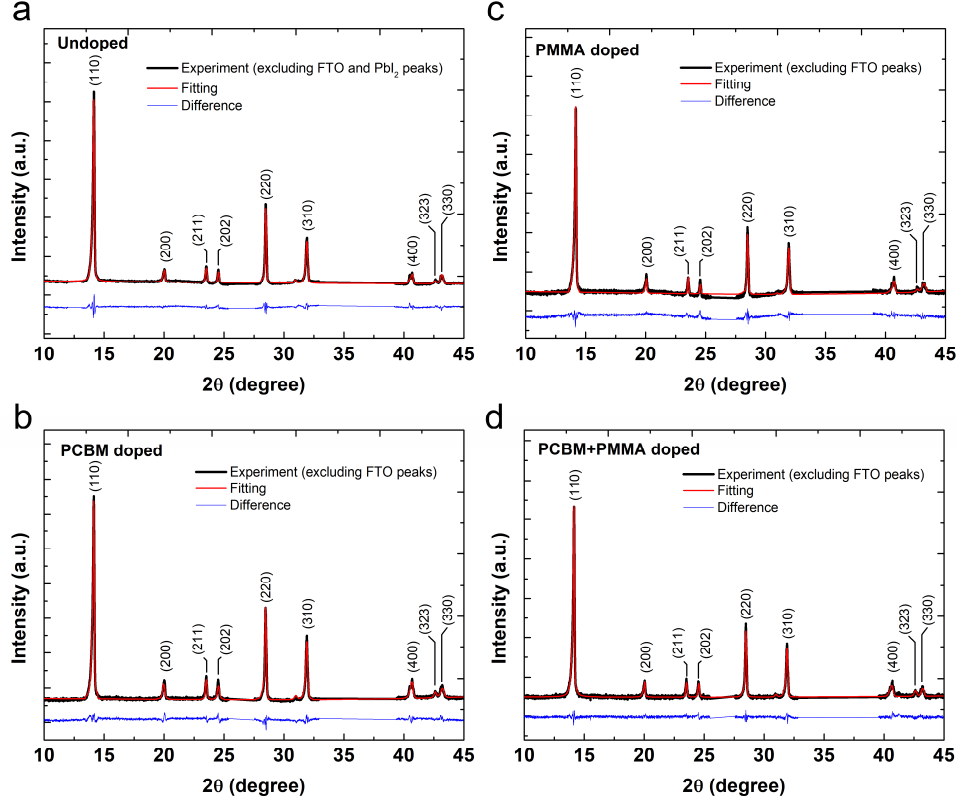 a
Undoped
Experiment (excluding FTO and PbI₂ peaks)
Fitting
Difference
(110)
(200)
(211)
(202)
(220)
(310)
(400)
(323)
(330)
Intensity (a.u.)
10 15 20 25 30 35 40 45
2θ (degree)
c
PMMA doped
Experiment (excluding FTO peaks)
Fitting
Difference
(110)
(200)
(211)
(202)
(220)
(310)
(400)
(323)
(330)
Intensity (a.u.)
10 15 20 25 30 35 40 45
2θ (degree)
b
PCBM doped
Experiment (excluding FTO peaks)
Fitting
Difference
(110)
(200)
(211)
(202)
(220)
(310)
(400)
(323)
(330)
Intensity (a.u.)
10 15 20 25 30 35 40 45
2θ (degree)
d
PCBM+PMMA doped
Experiment (excluding FTO peaks)
Fitting
Difference
(110)
(200)
(211)
(202)
(220)
(310)
(400)
(323)
(330)
Intensity (a.u.)
10 15 20 25 30 35 40 45
2θ (degree)